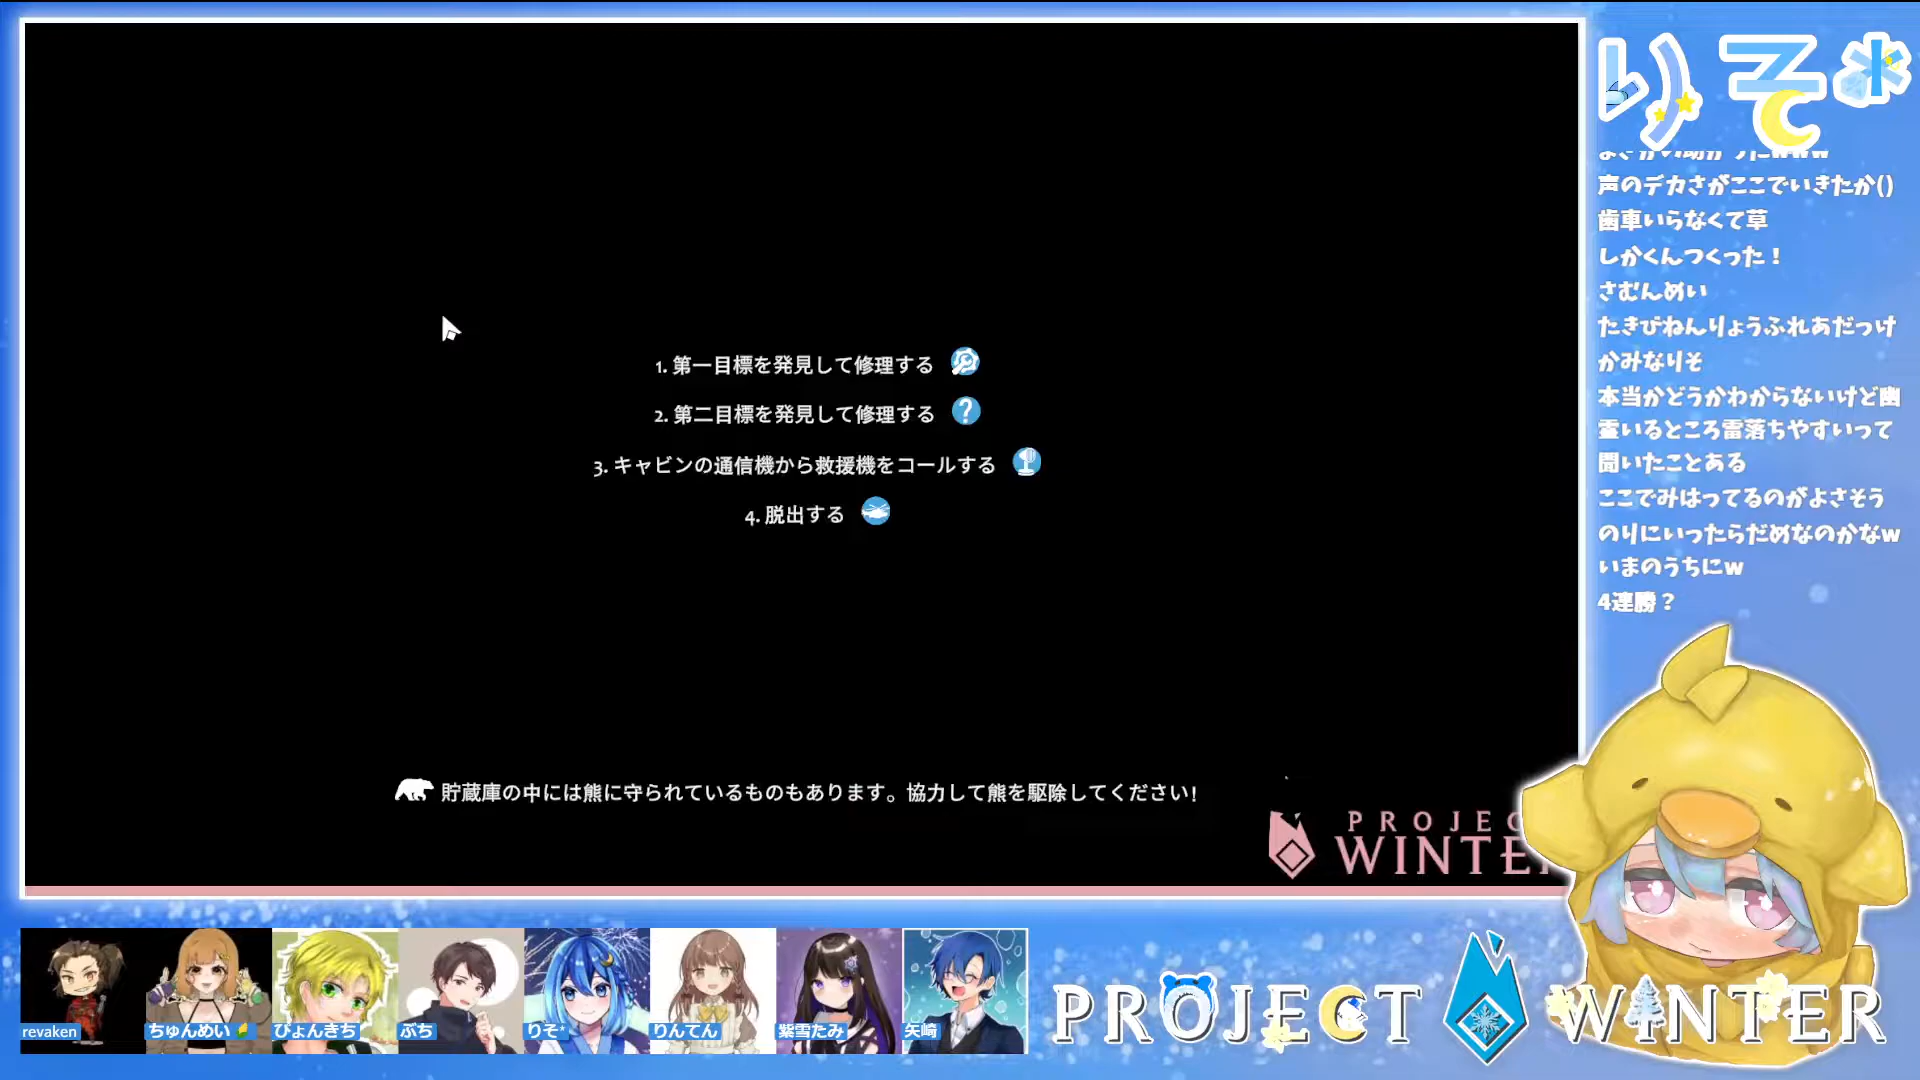 1. 第一目標を発見して修理する
2. 第二目標を発見して修理する
3. キャビンの通信機から救援機をコールする
4. 脱出する
貯蔵庫の中には熊に守られているものもあります。協力して熊を駆除してください!
PROJEC
WINTE
りそ*
声のデカさがここでいきたか()
歯車いらなくて草
しかくんつくった!
さむんめい
たきびねんりょうふれあだっけ
かみなりそ
本当かどうかわからないけど幽
霊いるところ雷落ちやすいって
聞いたことある
ここでみはってるのがよさそう
のりにいったらだめなのかなw
いまのうちにw
4連勝?
revaken
ちゅんめい
ぴょんきち
ぶち
りそ*
りんてん
紫雪たみ
矢崎
PROJECT WINTER